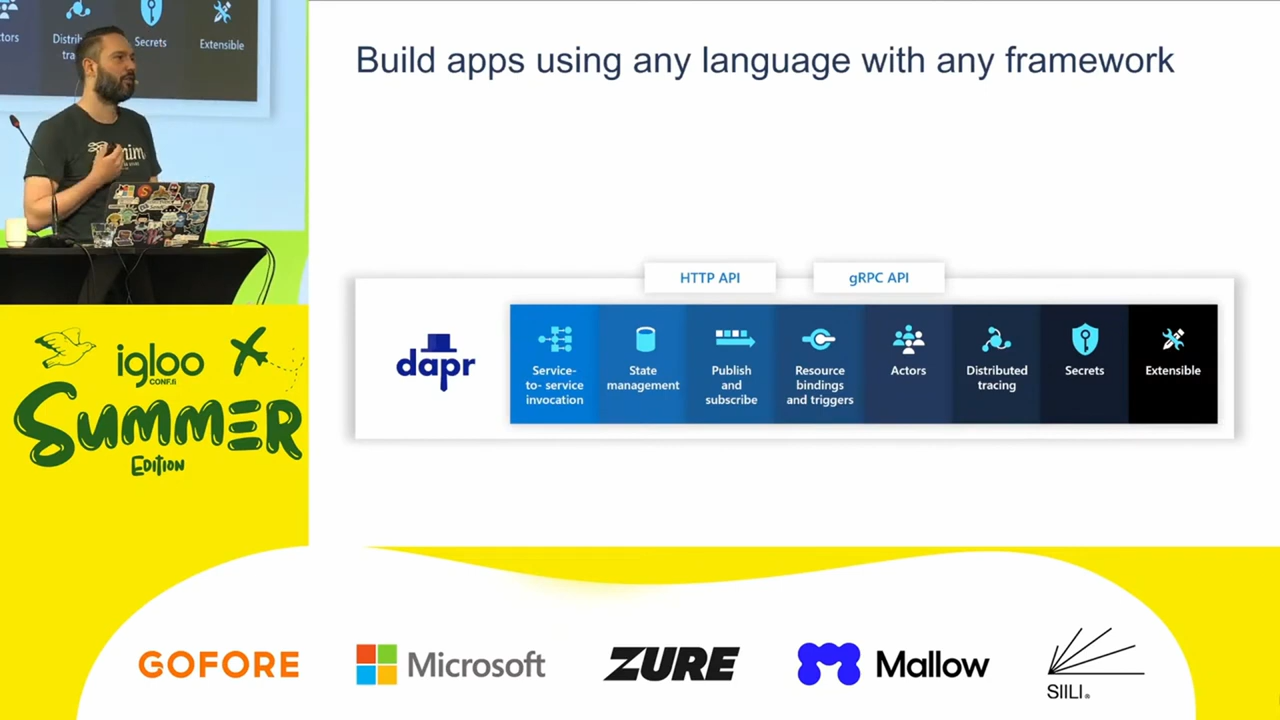 Secrets
Extensible
Build apps using any language with any framework
HTTP API
gRPC API
dapr
Service-
to- service
invocation
State
management
Publish
and
subscribe
Resource
bindings
and triggers
Actors
Distributed
tracing
Secrets
Extensible
igloo
CONF.fi
SUMMER
EDITION
GOFORE
Microsoft
ZURE
Mallow
SIILI